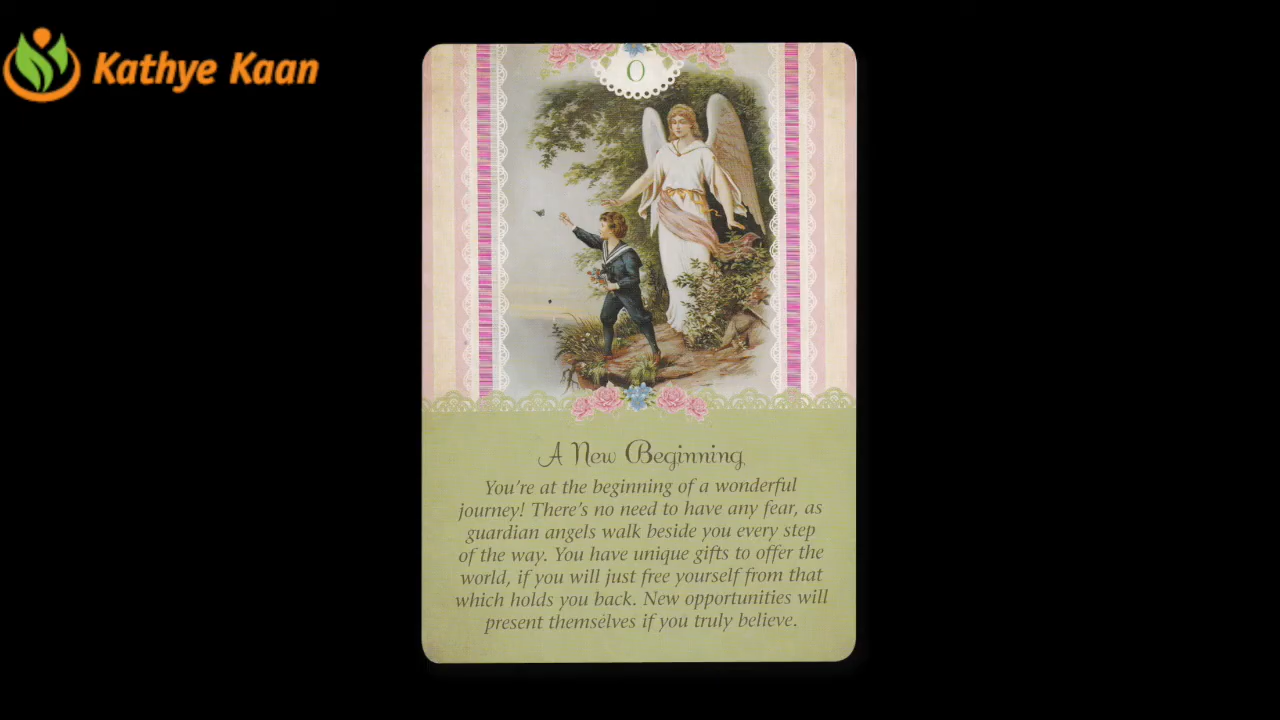 Kathye Kaan
0
A New Beginning
You're at the beginning of a wonderful
journey! There's no need to have any fear, as
guardian angels walk beside you every step
of the way. You have unique gifts to offer the
world, if you will just free yourself from that
which holds you back. New opportunities will
present themselves if you truly believe.